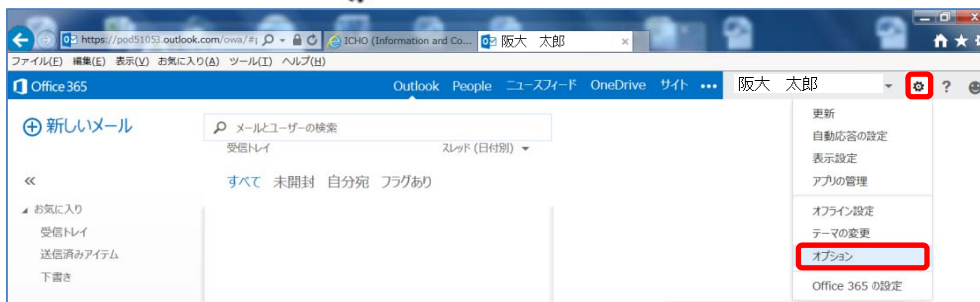 https://pod51053.outlook.com/owa/#
ICHO (Information and Co...
阪大 太郎
ファイル(F) 編集(E) 表示(V) お気に入り(A) ツール(T) ヘルプ(H)
Office 365
Outlook People ニュースフィード OneDrive サイト ••• 阪大 太郎 ?
新しいメール
メールとユーザーの検索
受信トレイ スレッド (日付別)
すべて 未開封 自分宛 フラグあり
お気に入り
受信トレイ
送信済みアイテム
下書き
更新
自動応答の設定
表示設定
アプリの管理
オフライン設定
テーマの変更
オプション
Office 365 の設定